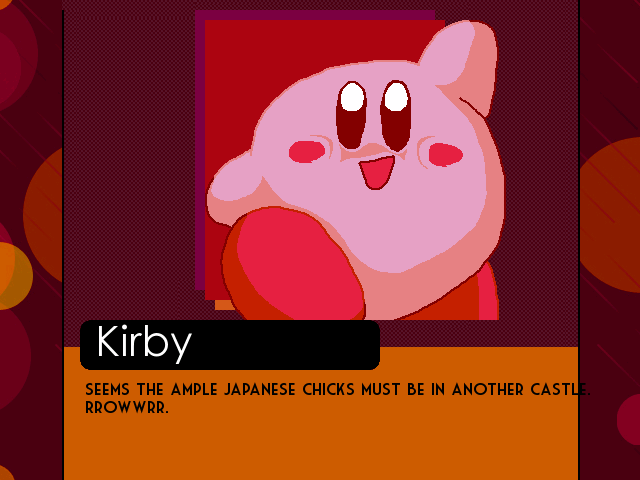 Kirby
SEEMS THE AMPLE JAPANESE CHICKS MUST BE IN ANOTHER CASTLE.
RROWWRR.